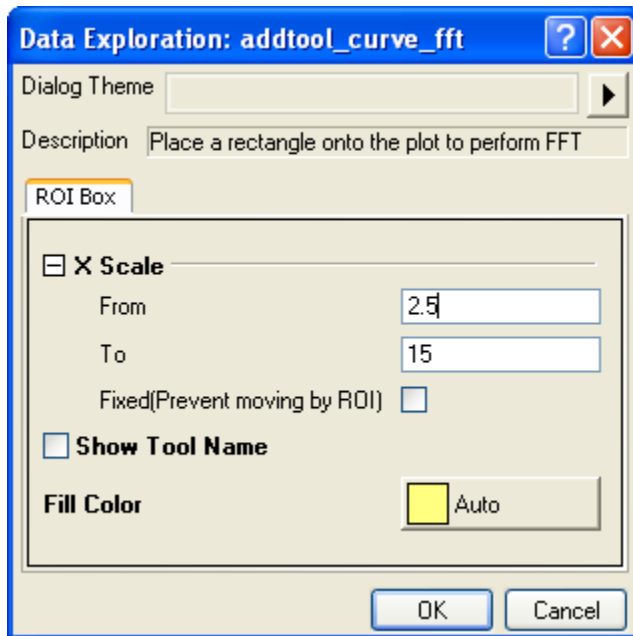 Data Exploration: addtool_curve_fft
Dialog Theme
Description Place a rectangle onto the plot to perform FFT
ROI Box
X Scale
From 2.5
To 15
Fixed(Prevent moving by ROI)
Show Tool Name
Fill Color Auto
OK Cancel